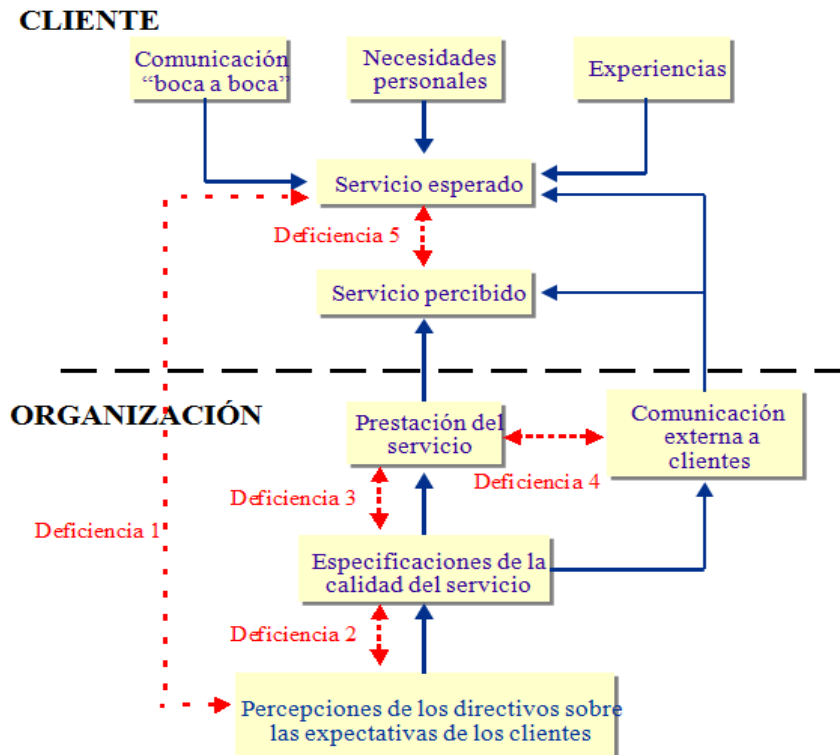 CLIENTE
Comunicación
“boca a boca”
Necesidades
personales
Experiencias
Servicio esperado
Deficiencia 5
Servicio percibido
ORGANIZACIÓN
Prestación del
servicio
Comunicación
externa a
clientes
Deficiencia 4
Deficiencia 3
Deficiencia 1
Especificaciones de la
calidad del servicio
Deficiencia 2
Percepciones de los directivos sobre
las expectativas de los clientes